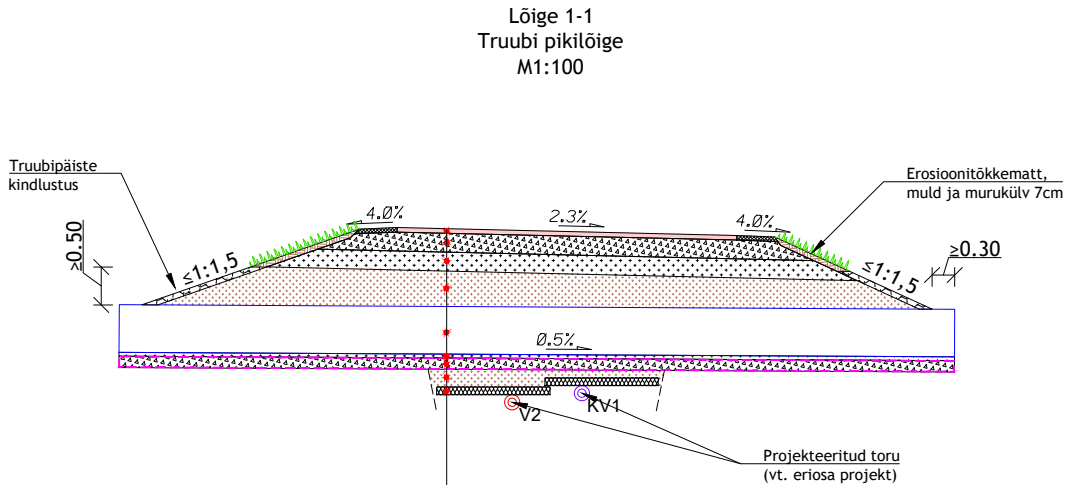 Lõige 1-1
Truubi pikilõige
M1:100
Truubipäiste
kindlustus
Erosioonitõkkematt,
muld ja murukülv 7cm
4.0%
2.3%
4.0%
≥0.50
≤1:1,5
≤1:1,5
≥0.30
0.5%
V2
KV1
Projekteeritud toru
(vt. eriosa projekt)